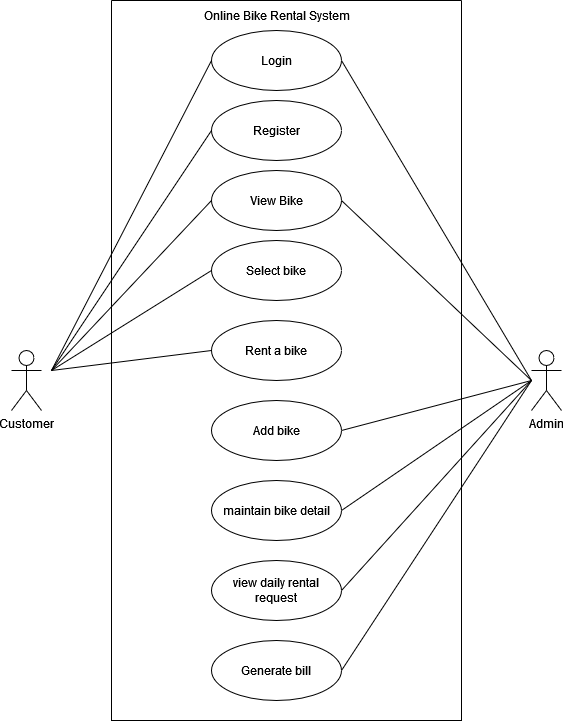 Online Bike Rental System
Login
Register
View Bike
Select bike
Rent a bike
Customer
Admin
Add bike
maintain bike detail
view daily rental
request
Generate bill